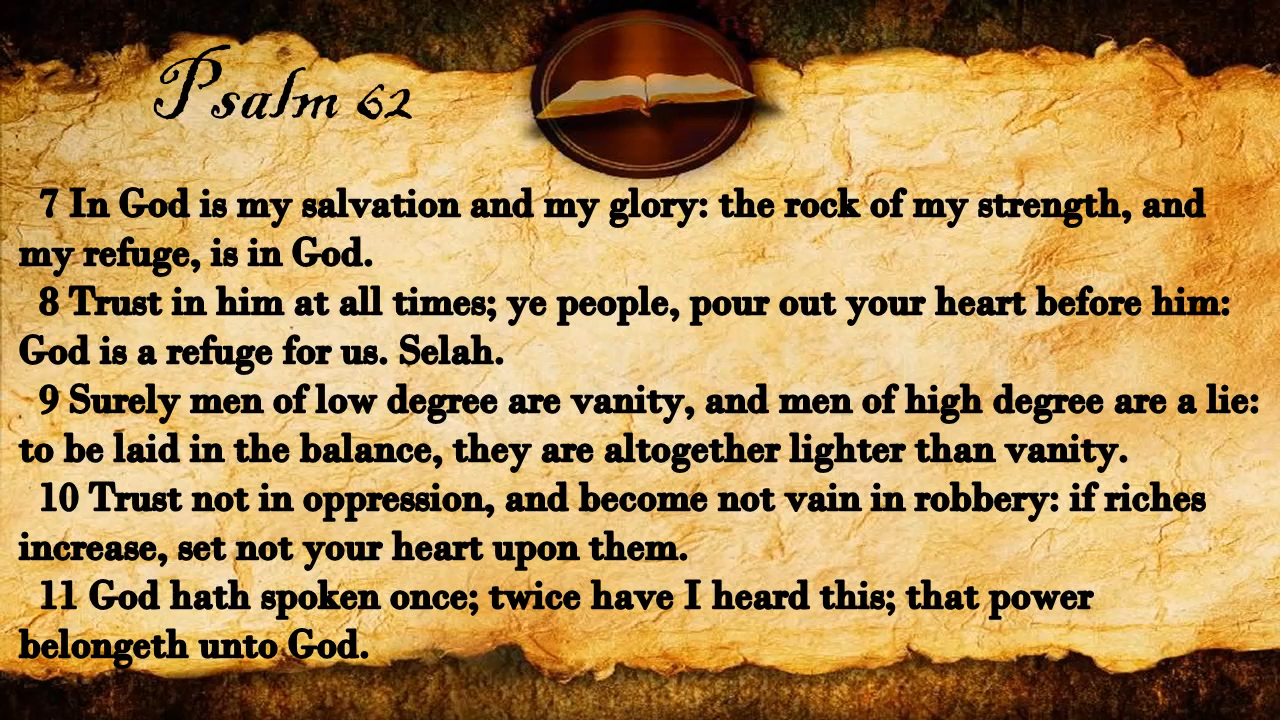 Psalm 62
7 In God is my salvation and my glory: the rock of my strength, and
my refuge, is in God.
8 Trust in him at all times; ye people, pour out your heart before him:
God is a refuge for us. Selah.
9 Surely men of low degree are vanity, and men of high degree are a lie:
to be laid in the balance, they are altogether lighter than vanity.
10 Trust not in oppression, and become not vain in robbery: if riches
increase, set not your heart upon them.
11 God hath spoken once; twice have I heard this; that power
belongeth unto God.